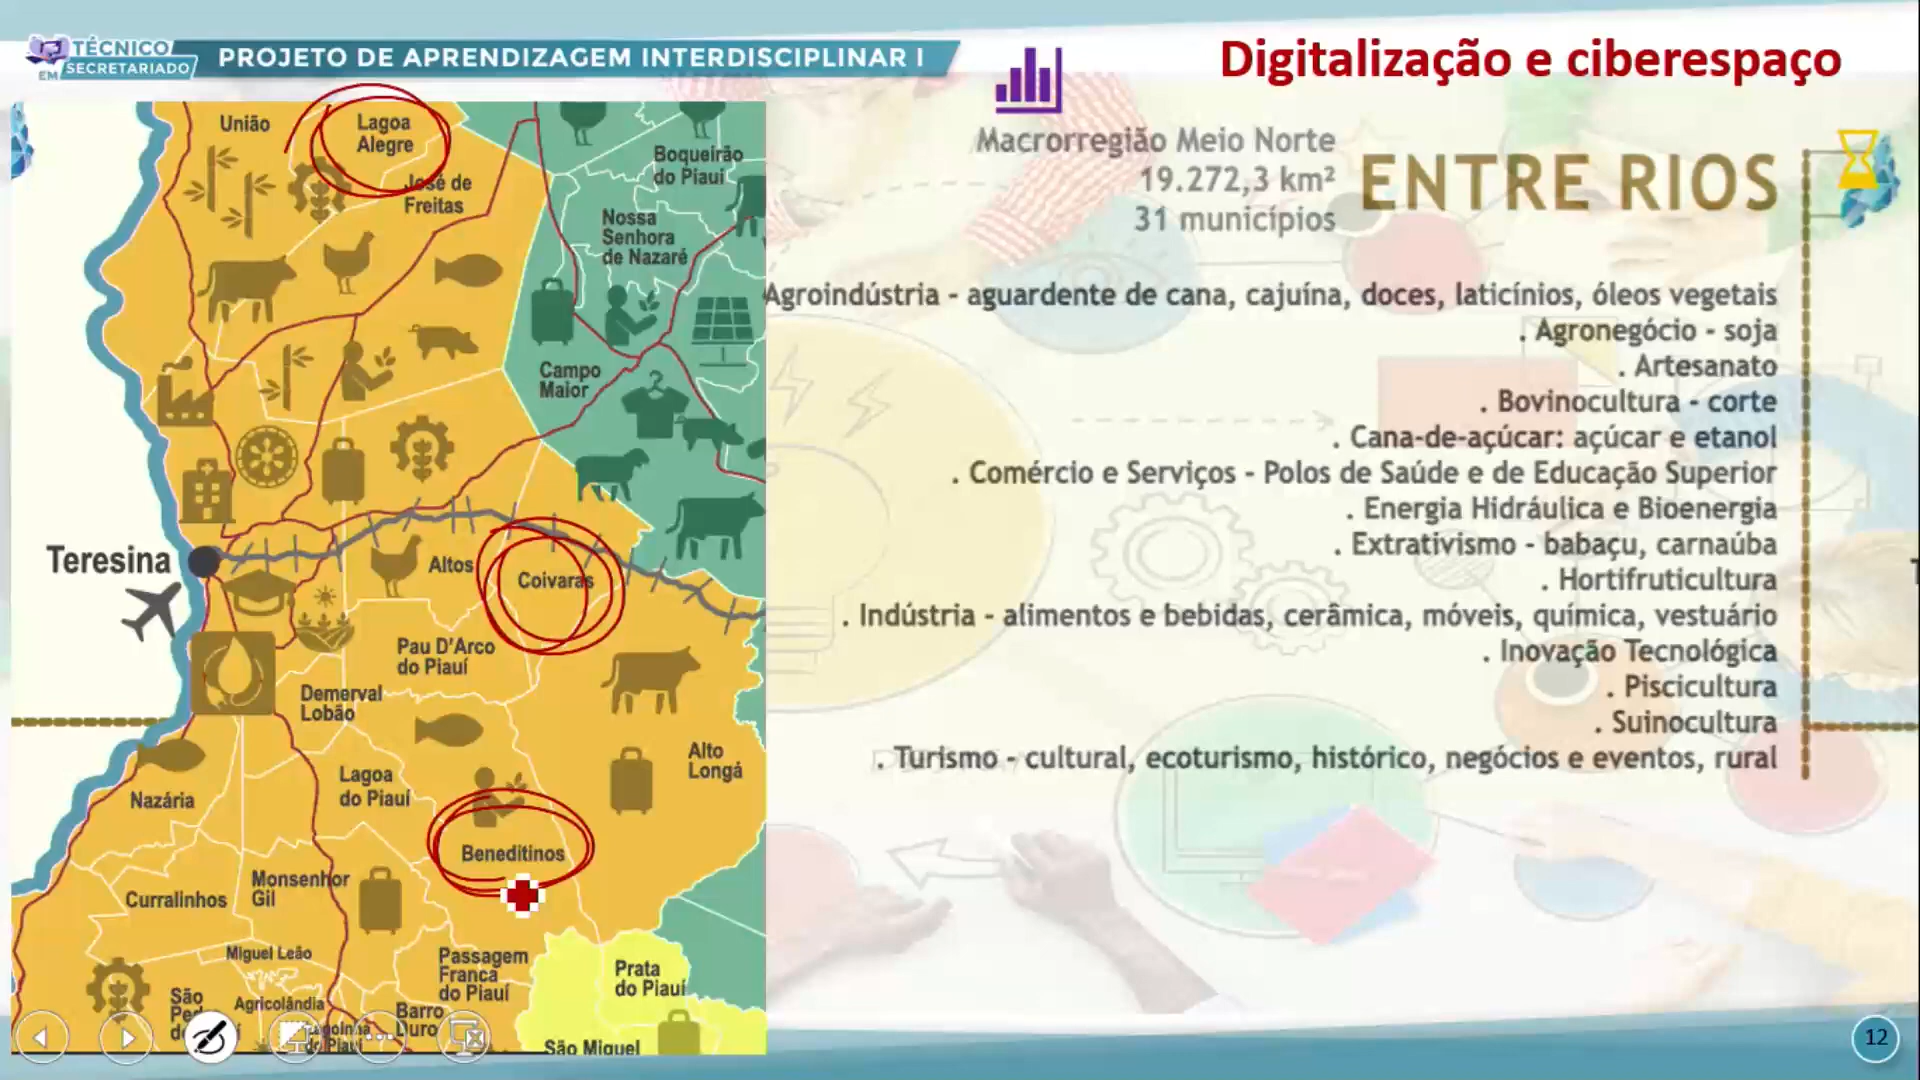 TÉCNICO
EM SECRETARIADO
PROJETO DE APRENDIZAGEM INTERDISCIPLINAR I
Digitalização e ciberespaço
Macrorregião Meio Norte
19.272,3 km²
31 municípios
ENTRE RIOS
Agroindústria - aguardente de cana, cajuína, doces, laticínios, óleos vegetais
. Agronegócio - soja
. Artesanato
. Bovinocultura - corte
. Cana-de-açúcar: açúcar e etanol
. Comércio e Serviços - Polos de Saúde e de Educação Superior
. Energia Hidráulica e Bioenergia
. Extrativismo - babaçu, carnaúba
. Hortifruticultura
. Indústria - alimentos e bebidas, cerâmica, móveis, química, vestuário
. Inovação Tecnológica
. Piscicultura
. Suinocultura
. Turismo - cultural, ecoturismo, histórico, negócios e eventos, rural
União
Lagoa
Alegre
José de
Freitas
Boqueirão
do Piauí
Nossa
Senhora
de Nazaré
Campo
Maior
Teresina
Altos
Coivaras
Pau D'Arco
do Piauí
Demerval
Lobão
Alto
Longá
Lagoa
do Piauí
Nazária
Beneditinos
Monsenhor
Gil
Curralinhos
Miguel Leão
Passagem
Franca
do Piauí
Prata
do Piauí
São
Agricolândia
Barro
Duro
do Piauí
São Miguel
12